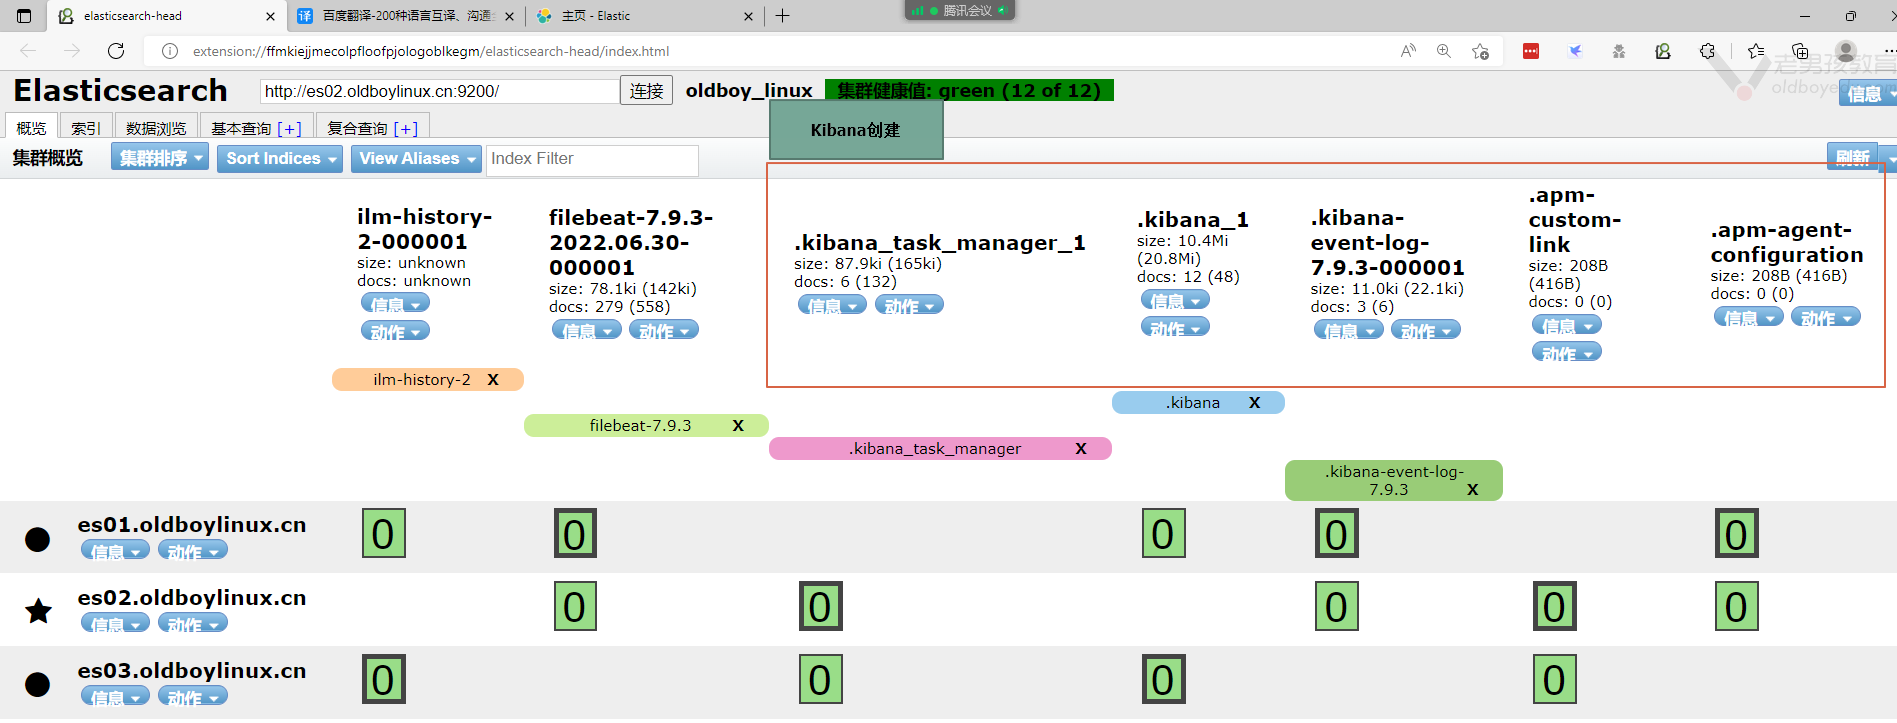 elasticsearch-head
百度翻译-200种语言互译、沟通
主页 - Elastic
腾讯会议
extension://ffmkiejjmecolpfloofpjologoblkegm/elasticsearch-head/index.html
老男孩教育
oldboyed
Elasticsearch
http://es02.oldboylinux.cn:9200/
连接
oldboy_linux
集群健康值: green (12 of 12)
信息
概览
索引
数据浏览
基本查询 [+]
复合查询 [+]
Kibana创建
集群概览
集群排序
Sort Indices
View Aliases
Index Filter
刷新
ilm-history-
2-000001
size: unknown
docs: unknown
信息
动作
filebeat-7.9.3-
2022.06.30-
000001
size: 78.1ki (142ki)
docs: 279 (558)
信息 动作
.kibana_task_manager_1
size: 87.9ki (165ki)
docs: 6 (132)
信息 动作
.kibana_1
size: 10.4Mi
(20.8Mi)
docs: 12 (48)
信息
动作
.kibana-
event-log-
7.9.3-000001
size: 11.0ki (22.1ki)
docs: 3 (6)
信息 动作
.apm-
custom-
link
size: 208B
(416B)
docs: 0 (0)
信息
动作
.apm-agent-
configuration
size: 208B (416B)
docs: 0 (0)
信息 动作
ilm-history-2 X
.kibana X
filebeat-7.9.3 X
.kibana_task_manager X
.kibana-event-log-
7.9.3 X
es01.oldboylinux.cn
信息 动作
0 0 0 0 0
es02.oldboylinux.cn
信息 动作
0 0 0 0 0
es03.oldboylinux.cn
信息 动作
0 0 0 0